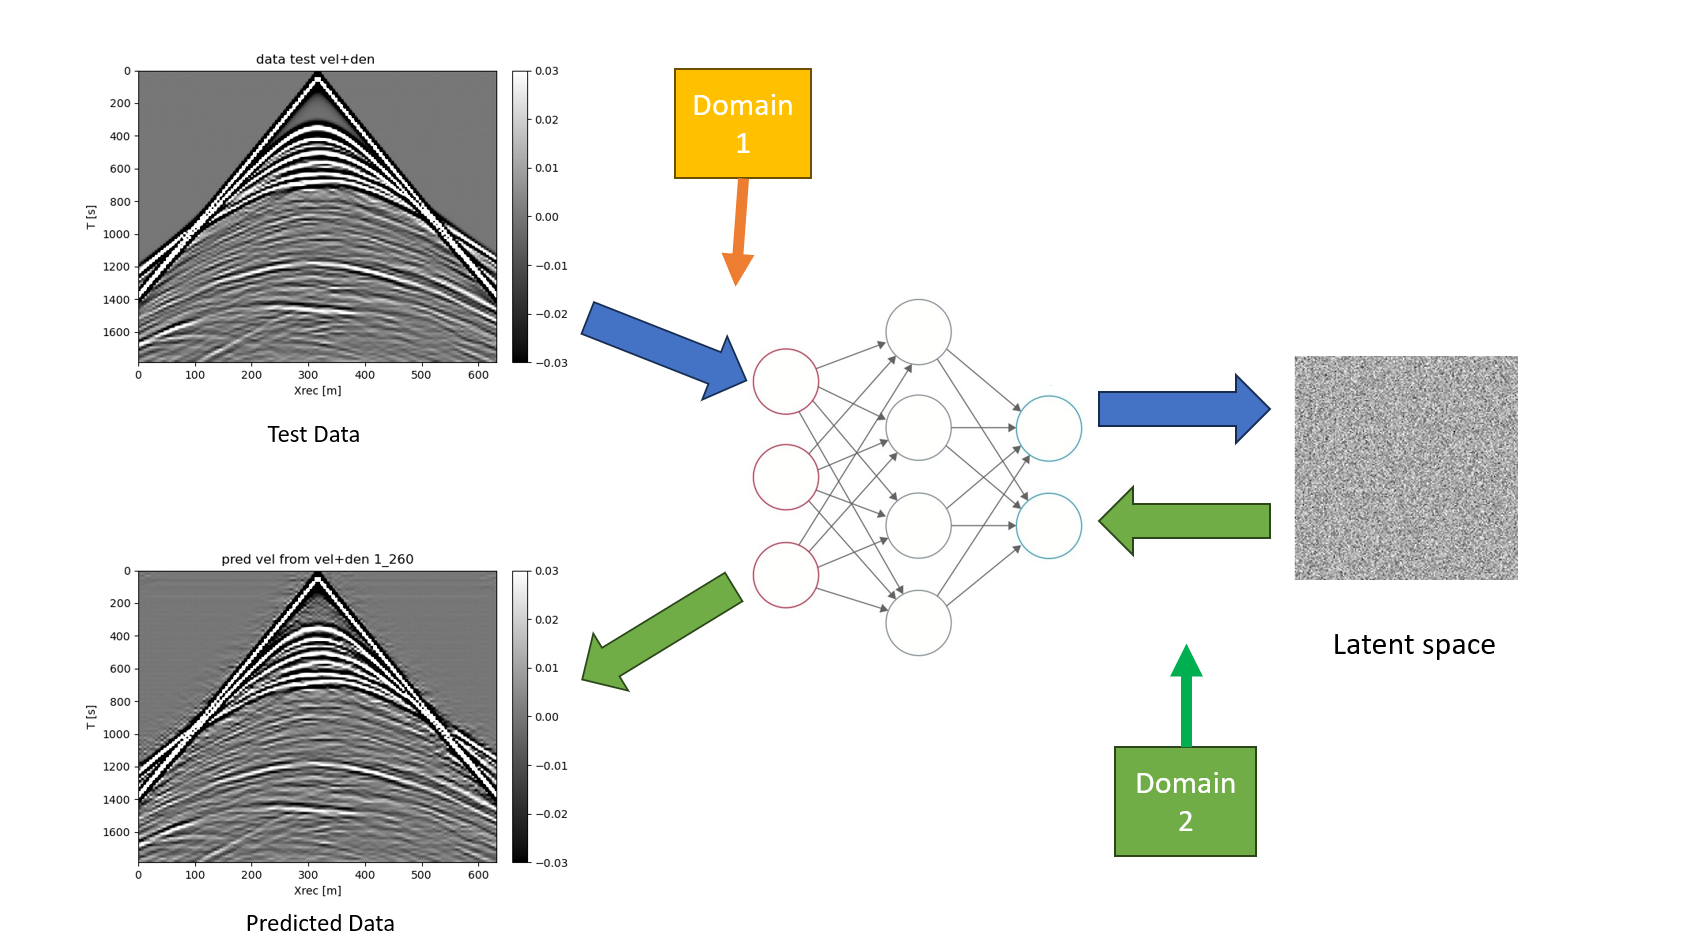 data test vel+den
0
200
400
600
800
1000
1200
1400
1600
T [s]
0 100 200 300 400 500 600
Xrec [m]
0.03
0.02
0.01
0.00
−0.01
−0.02
−0.03
Test Data
Domain
1
Latent space
Domain
2
pred vel from vel+den 1_260
0
200
400
600
800
1000
1200
1400
1600
T [s]
0 100 200 300 400 500 600
Xrec [m]
0.03
0.02
0.01
0.00
−0.01
−0.02
−0.03
Predicted Data